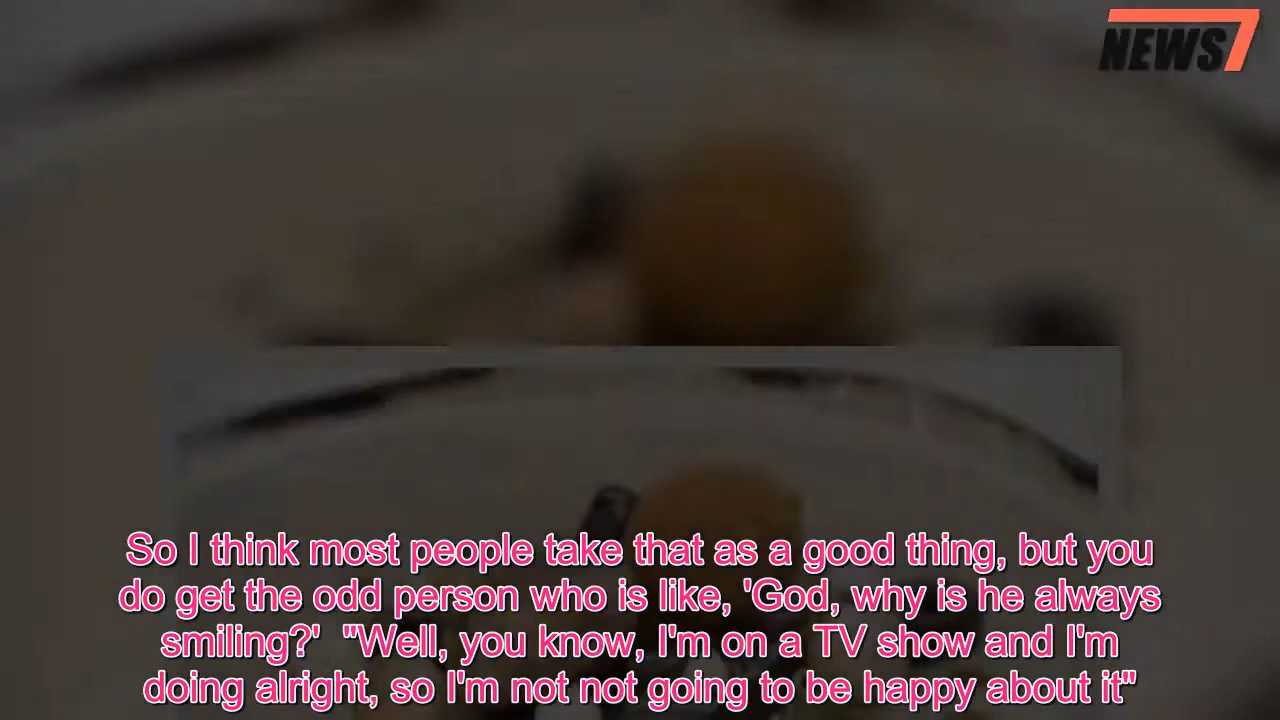 NEWS7
So I think most people take that as a good thing, but you
do get the odd person who is like, 'God, why is he always
smiling?'  "Well, you know, I'm on a TV show and I'm
doing alright, so I'm not not going to be happy about it"